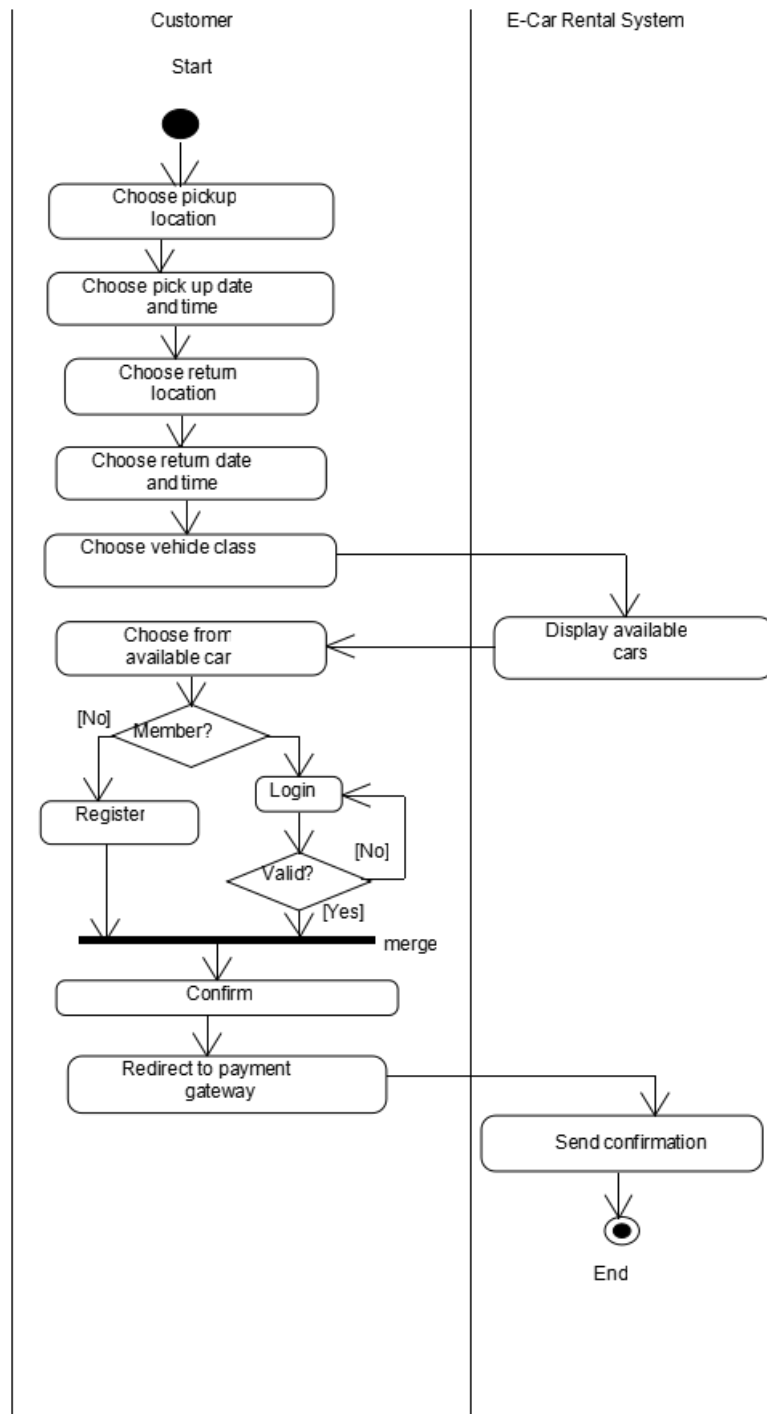 Customer
E-Car Rental System
Start
Choose pickup
location
Choose pick up date
and time
Choose return
location
Choose return date
and time
Choose vehicle class
Choose from
available car
Display available
cars
[No]
Member?
Login
Register
[No]
Valid?
[Yes]
merge
Confirm
Redirect to payment
gateway
Send confirmation
End